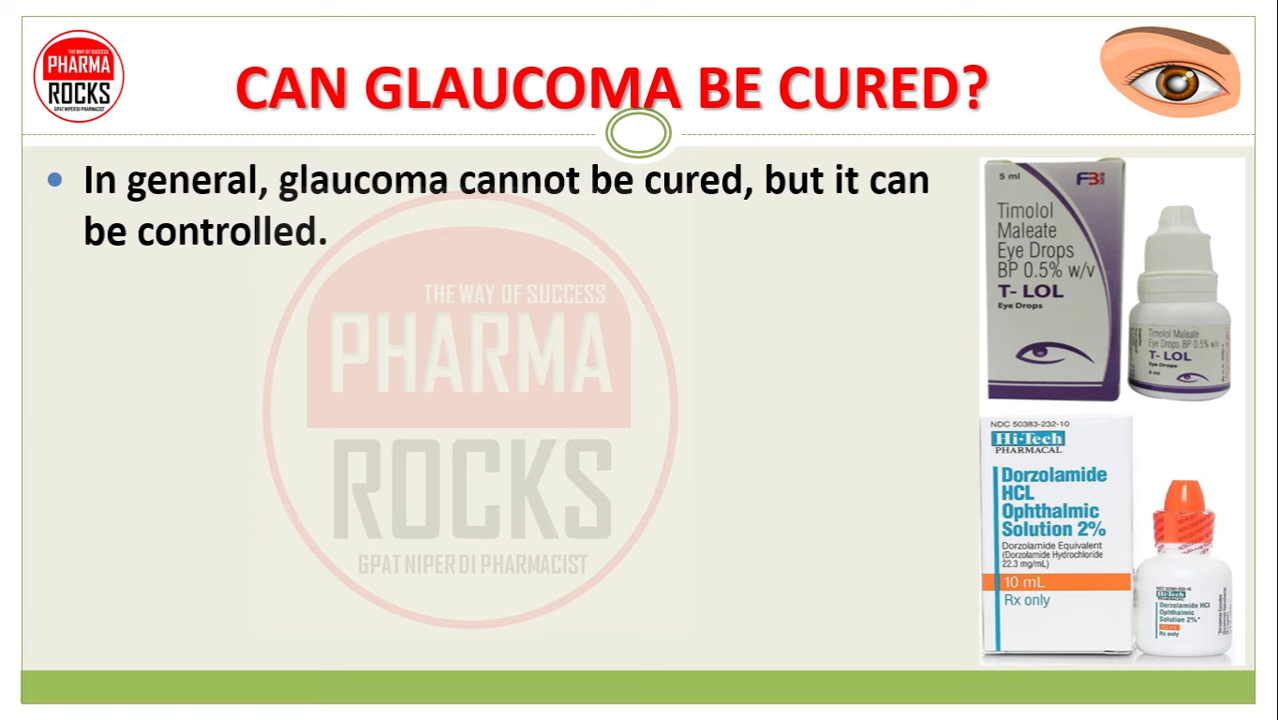 THE WAY OF SUCCESS
PHARMA
ROCKS
GPAT NIPER DI PHARMACIST
CAN GLAUCOMA BE CURED?
In general, glaucoma cannot be cured, but it can
be controlled.
THE WAY OF SUCCESS
PHARMA
ROCKS
GPAT NIPER DI PHARMACIST
5 ml
Timolol
Maleate
Eye Drops
BP 0.5% w/v
T- LOL
Eye Drops
Timolol Maleate
Eye Drops BP 0.5% w/v
T- LOL
Eye Drops
5 ml
NDC 50383-232-10
Hi-Tech
PHARMACAL
Dorzolamide
HCL
Ophthalmic
Solution 2%
Dorzolamide Equivalent
(Dorzolamide Hydrochloride
22.3 mg/mL)
10 mL
Rx only
NDC 50383-232-10
Hi-Tech
Dorzolamide HCl
Ophthalmic
Solution 2%*
Rx only